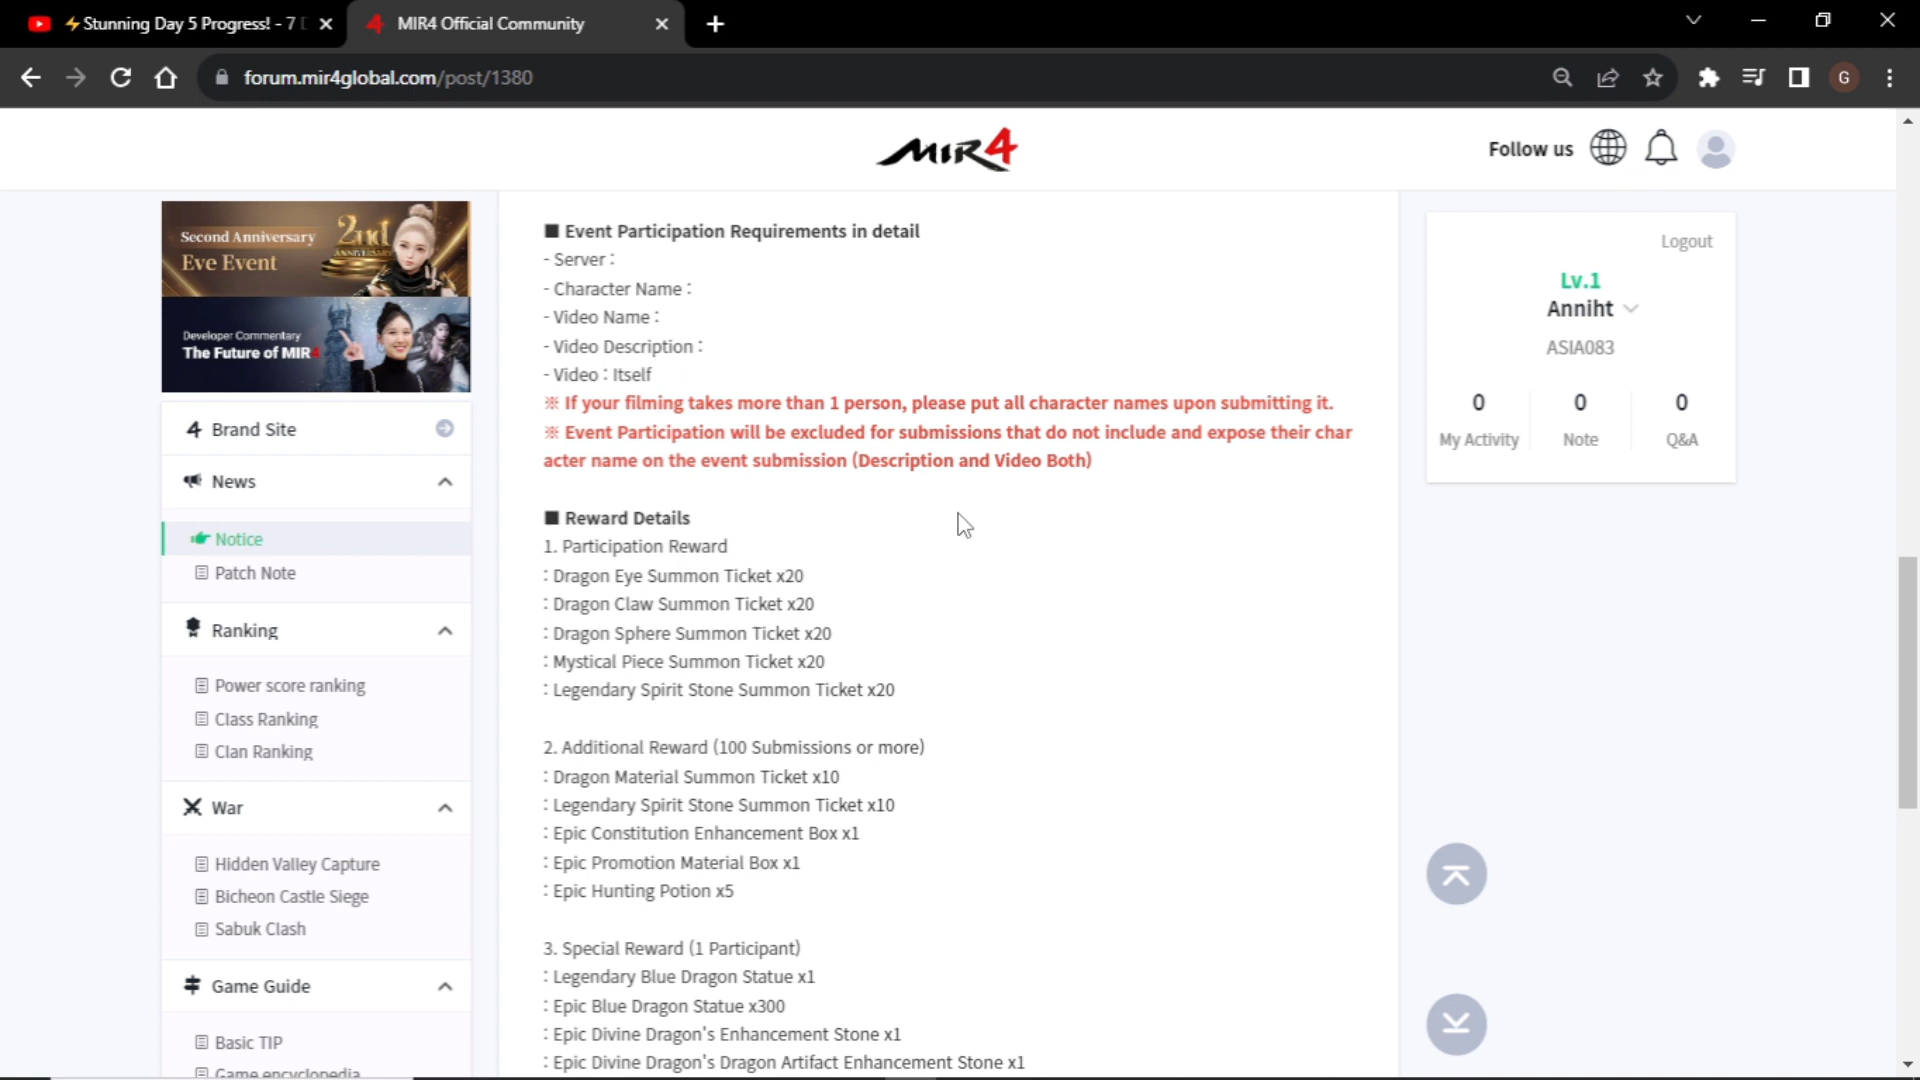 ⚡Stunning Day 5 Progress! - 7
MIR4 Official Community
forum.mir4global.com/post/1380
G
MIR4
Follow us
Second Anniversary
Eve Event
2nd
ANNIVERSARY
Developer Commentary
The Future of MIR4
Brand Site
News
Notice
Patch Note
Ranking
Power score ranking
Class Ranking
Clan Ranking
War
Hidden Valley Capture
Bicheon Castle Siege
Sabuk Clash
Game Guide
Basic TIP
Game encyclopedia
■ Event Participation Requirements in detail
- Server :
- Character Name :
- Video Name :
- Video Description :
- Video : Itself
※ If your filming takes more than 1 person, please put all character names upon submitting it.
※ Event Participation will be excluded for submissions that do not include and expose their char
acter name on the event submission (Description and Video Both)
■ Reward Details
1. Participation Reward
: Dragon Eye Summon Ticket x20
: Dragon Claw Summon Ticket x20
: Dragon Sphere Summon Ticket x20
: Mystical Piece Summon Ticket x20
: Legendary Spirit Stone Summon Ticket x20
2. Additional Reward (100 Submissions or more)
: Dragon Material Summon Ticket x10
: Legendary Spirit Stone Summon Ticket x10
: Epic Constitution Enhancement Box x1
: Epic Promotion Material Box x1
: Epic Hunting Potion x5
3. Special Reward (1 Participant)
: Legendary Blue Dragon Statue x1
: Epic Blue Dragon Statue x300
: Epic Divine Dragon's Enhancement Stone x1
: Epic Divine Dragon's Dragon Artifact Enhancement Stone x1
Logout
Lv.1
Anniht
ASIA083
0 0 0
My Activity Note Q&A